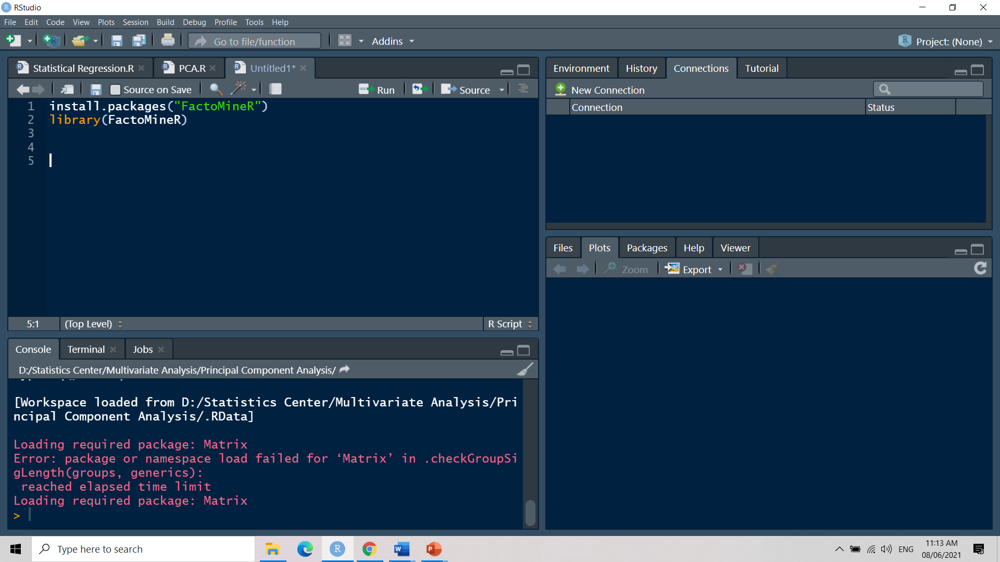 RStudio
File Edit Code View Plots Session Build Debug Profile Tools Help
Go to file/function Addins Project: (None)
Statistical Regression.R PCA.R Untitled1*
Source on Save Run Source
1 install.packages("FactoMineR")
2 library(FactoMineR)
3
4
5
5:1 (Top Level) R Script
Console Terminal Jobs
D:/Statistics Center/Multivariate Analysis/Principal Component Analysis/
[Workspace loaded from D:/Statistics Center/Multivariate Analysis/Pri
ncipal Component Analysis/.RData]
Loading required package: Matrix
Error: package or namespace load failed for ‘Matrix’ in .checkGroupSi
gLength(groups, generics):
reached elapsed time limit
Loading required package: Matrix
>
Environment History Connections Tutorial
New Connection
Connection Status
Files Plots Packages Help Viewer
Zoom Export
Type here to search
ENG
11:13 AM
08/06/2021